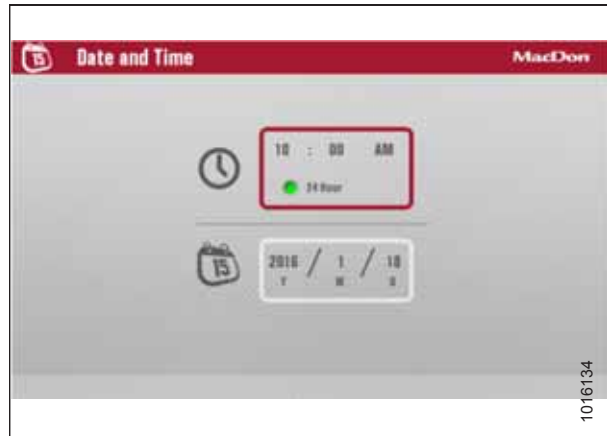 15 Date and Time MacDon
10 : 00 AM
24 Hour
15 2016 / 1 / 18
Y M D
1016134